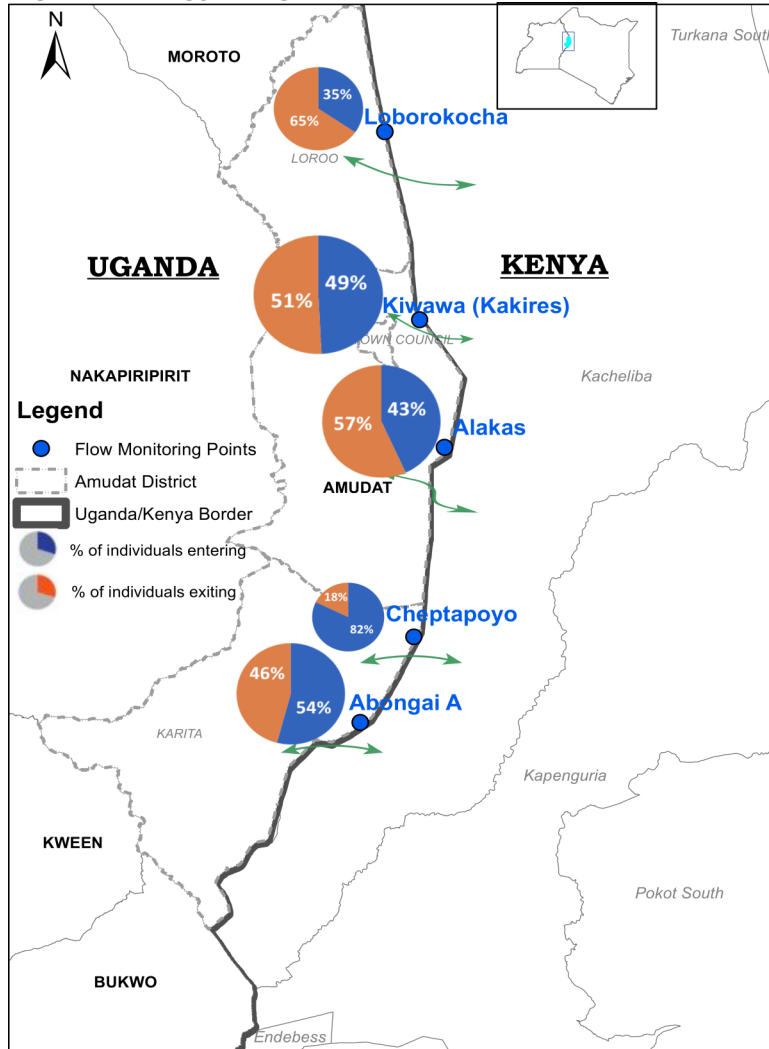 N
MOROTO
Turkana South
35%
65%
Loborokocha
LOROO
UGANDA
KENYA
49%
51%
Kiwawa (Kakires)
OWN COUNCIL
NAKAPIRIPIRIT
Kacheliba
43%
57%
Alakas
AMUDAT
Legend
Flow Monitoring Points
Amudat District
Uganda/Kenya Border
% of individuals entering
% of individuals exiting
18%
82%
Cheptapoyo
46%
54%
Abongai A
KARITA
Kapenguria
KWEEN
Pokot South
BUKWO
Endebess